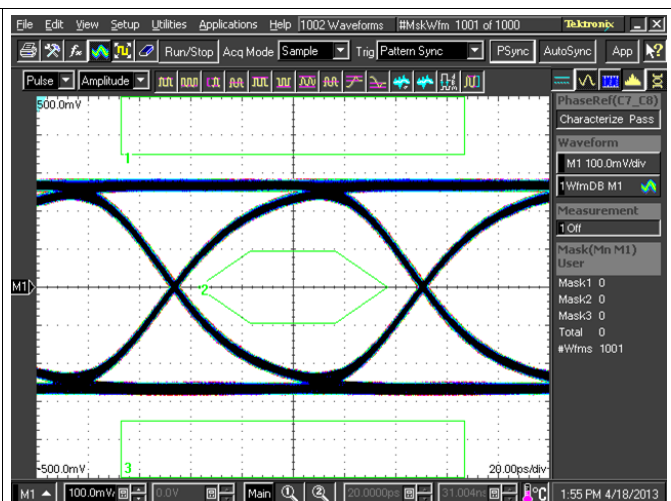 File Edit View Setup Utilities Applications Help 1002 Waveforms #MskWfm 1001 of 1000 Tektronix
Run/Stop Acq Mode Sample Trig Pattern Sync PSync AutoSync App
Pulse Amplitude
500.0mV
PhaseRef(C7_C8)
Characterize Pass
Waveform
M1 100.0mV/div
1 WfmDB M1
Measurement
1 Off
Mask(Mn M1)
User
Mask1 0
Mask2 0
Mask3 0
Total 0
#Wfms 1001
1
2
M1
3
-500.0mV
20.00ps/div
M1 100.0mV/ 0.0V Main 1 2 20.0000ps 31.004ns °C 1:55 PM 4/18/2013